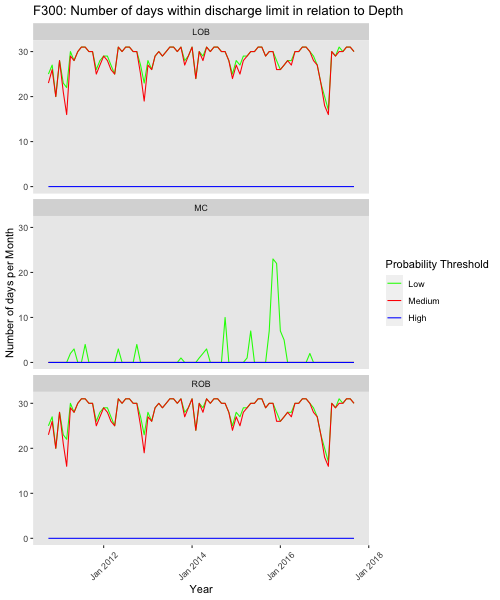 F300: Number of days within discharge limit in relation to Depth
LOB
30
20
10
0
MC
30
20
10
0
ROB
30
20
10
0
Number of days per Month
Jan 2012
Jan 2014
Jan 2016
Jan 2018
Year
Probability Threshold
Low
Medium
High